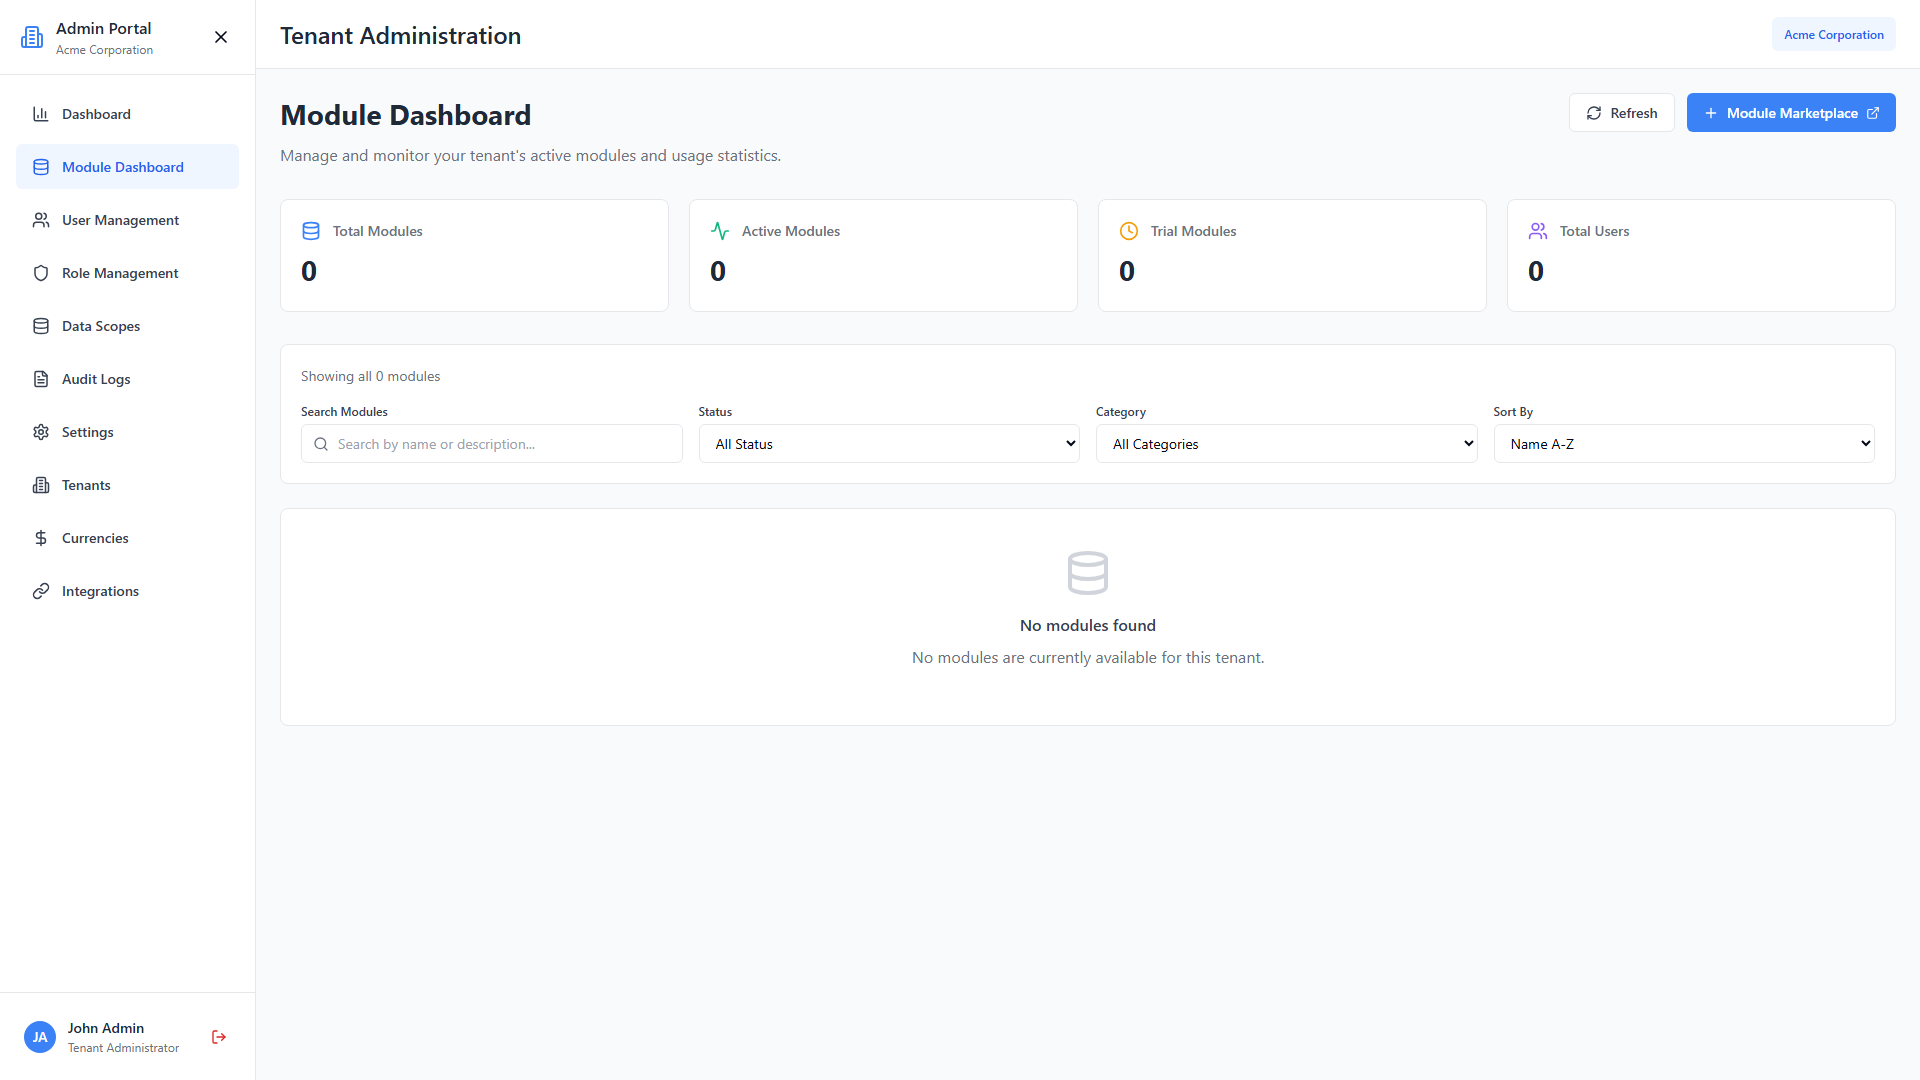 Admin Portal
Acme Corporation
Dashboard
Module Dashboard
User Management
Role Management
Data Scopes
Audit Logs
Settings
Tenants
Currencies
Integrations
JA
John Admin
Tenant Administrator
Tenant Administration
Acme Corporation
Module Dashboard
Refresh
Module Marketplace
Manage and monitor your tenant's active modules and usage statistics.
Total Modules
0
Active Modules
0
Trial Modules
0
Total Users
0
Showing all 0 modules
Search Modules
Search by name or description...
Status
All Status
Category
All Categories
Sort By
Name A-Z
No modules found
No modules are currently available for this tenant.